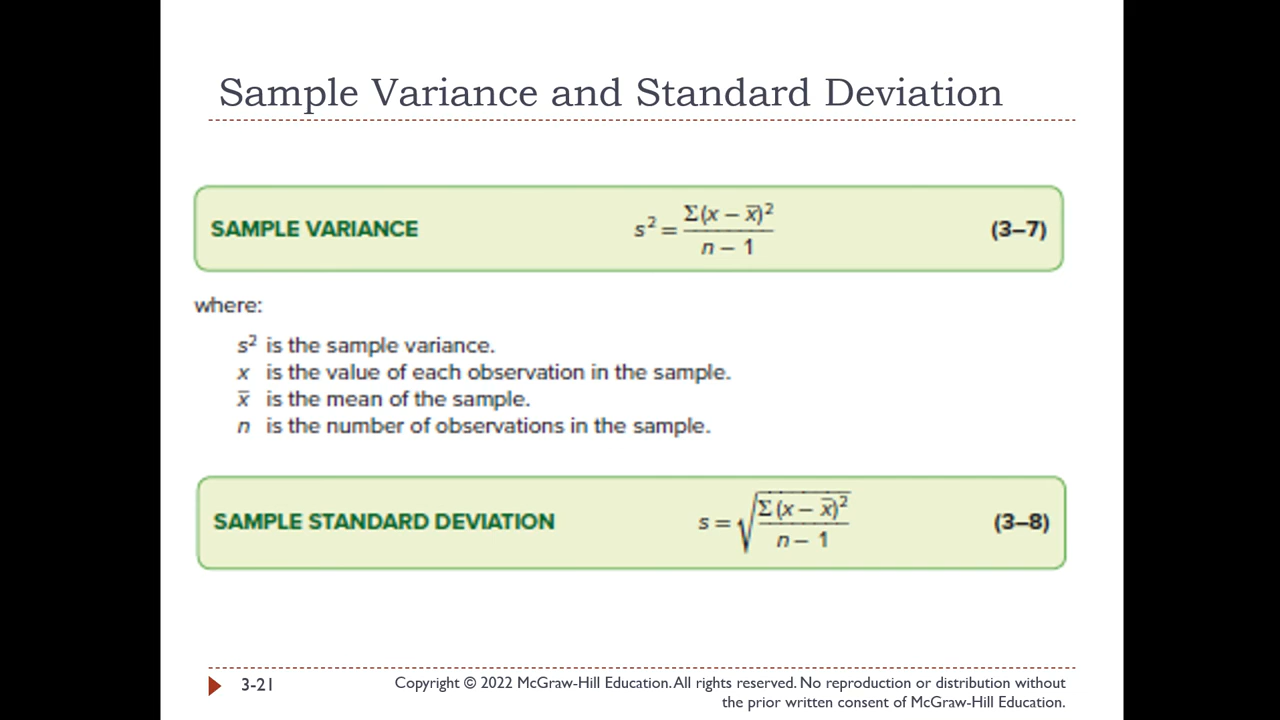 Sample Variance and Standard Deviation
SAMPLE VARIANCE s² = Σ(x – x̄)² / n – 1 (3–7)
where:
s² is the sample variance.
x is the value of each observation in the sample.
x̄ is the mean of the sample.
n is the number of observations in the sample.
SAMPLE STANDARD DEVIATION s = √(Σ(x – x̄)² / n – 1) (3–8)
3-21
Copyright © 2022 McGraw-Hill Education. All rights reserved. No reproduction or distribution without
the prior written consent of McGraw-Hill Education.